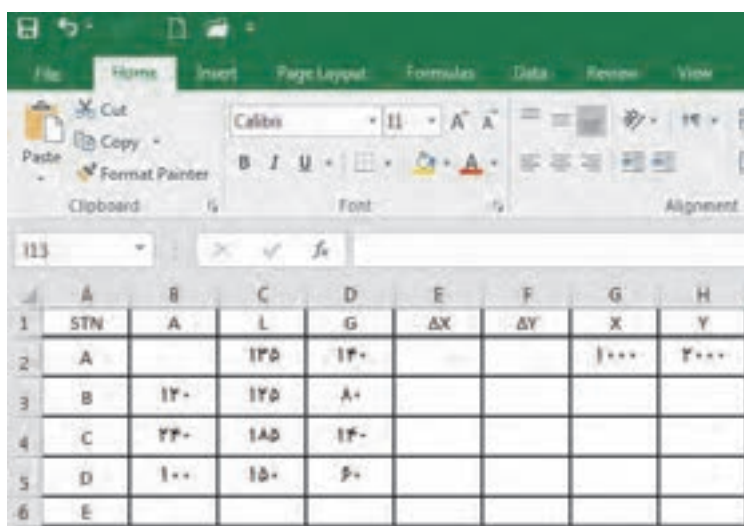 File Home Insert Page Layout Formulas Data Review View
Cut
Copy
Format Painter
Paste
Clipboard
Calibri 11 A A
B I U A
Font
Alignment
I13 fx
A B C D E F G H
1 STN A L G ΔX ΔY X Y
2 A ۱۳۵ ۱۴۰ ۱۰۰۰ ۲۰۰۰
3 B ۱۲۰ ۱۲۵ ۸۰
4 C ۲۴۰ ۱۸۵ ۱۴۰
5 D ۱۰۰ ۱۵۰ ۶۰
6 E